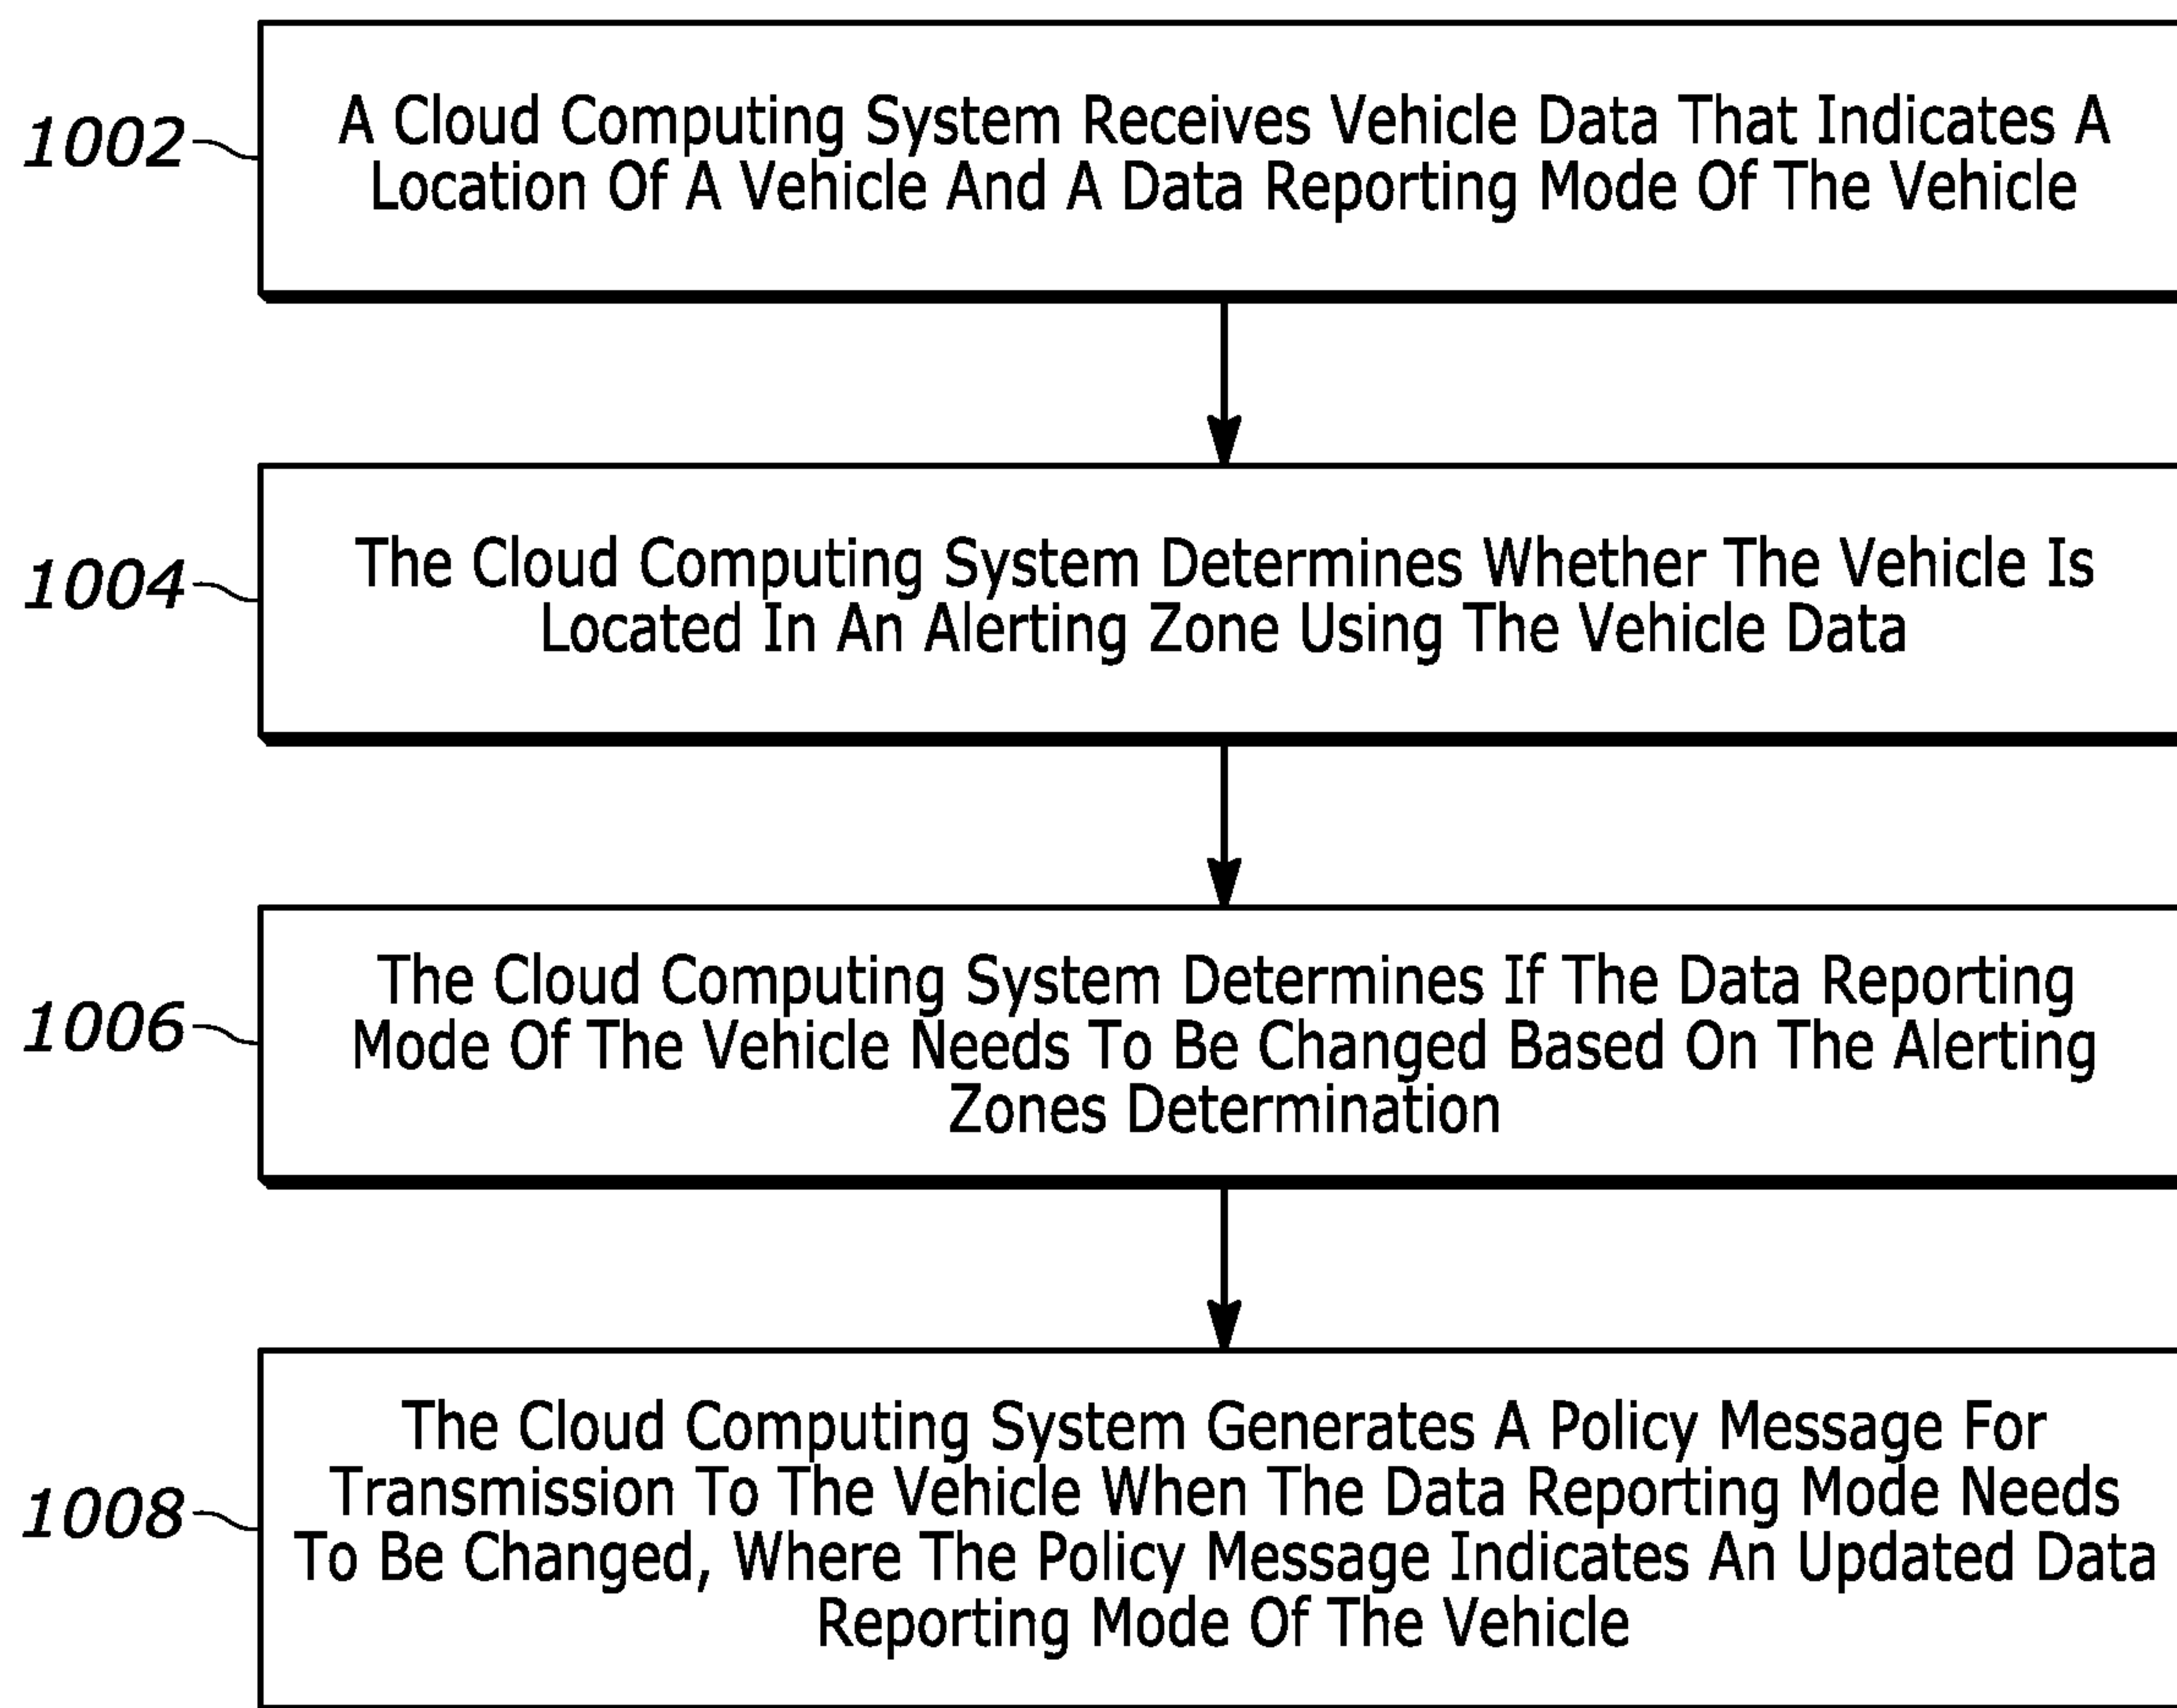 1002
A Cloud Computing System Receives Vehicle Data That Indicates A
Location Of A Vehicle And A Data Reporting Mode Of The Vehicle
1004
The Cloud Computing System Determines Whether The Vehicle Is
Located In An Alerting Zone Using The Vehicle Data
1006
The Cloud Computing System Determines If The Data Reporting
Mode Of The Vehicle Needs To Be Changed Based On The Alerting
Zones Determination
1008
The Cloud Computing System Generates A Policy Message For
Transmission To The Vehicle When The Data Reporting Mode Needs
To Be Changed, Where The Policy Message Indicates An Updated Data
Reporting Mode Of The Vehicle